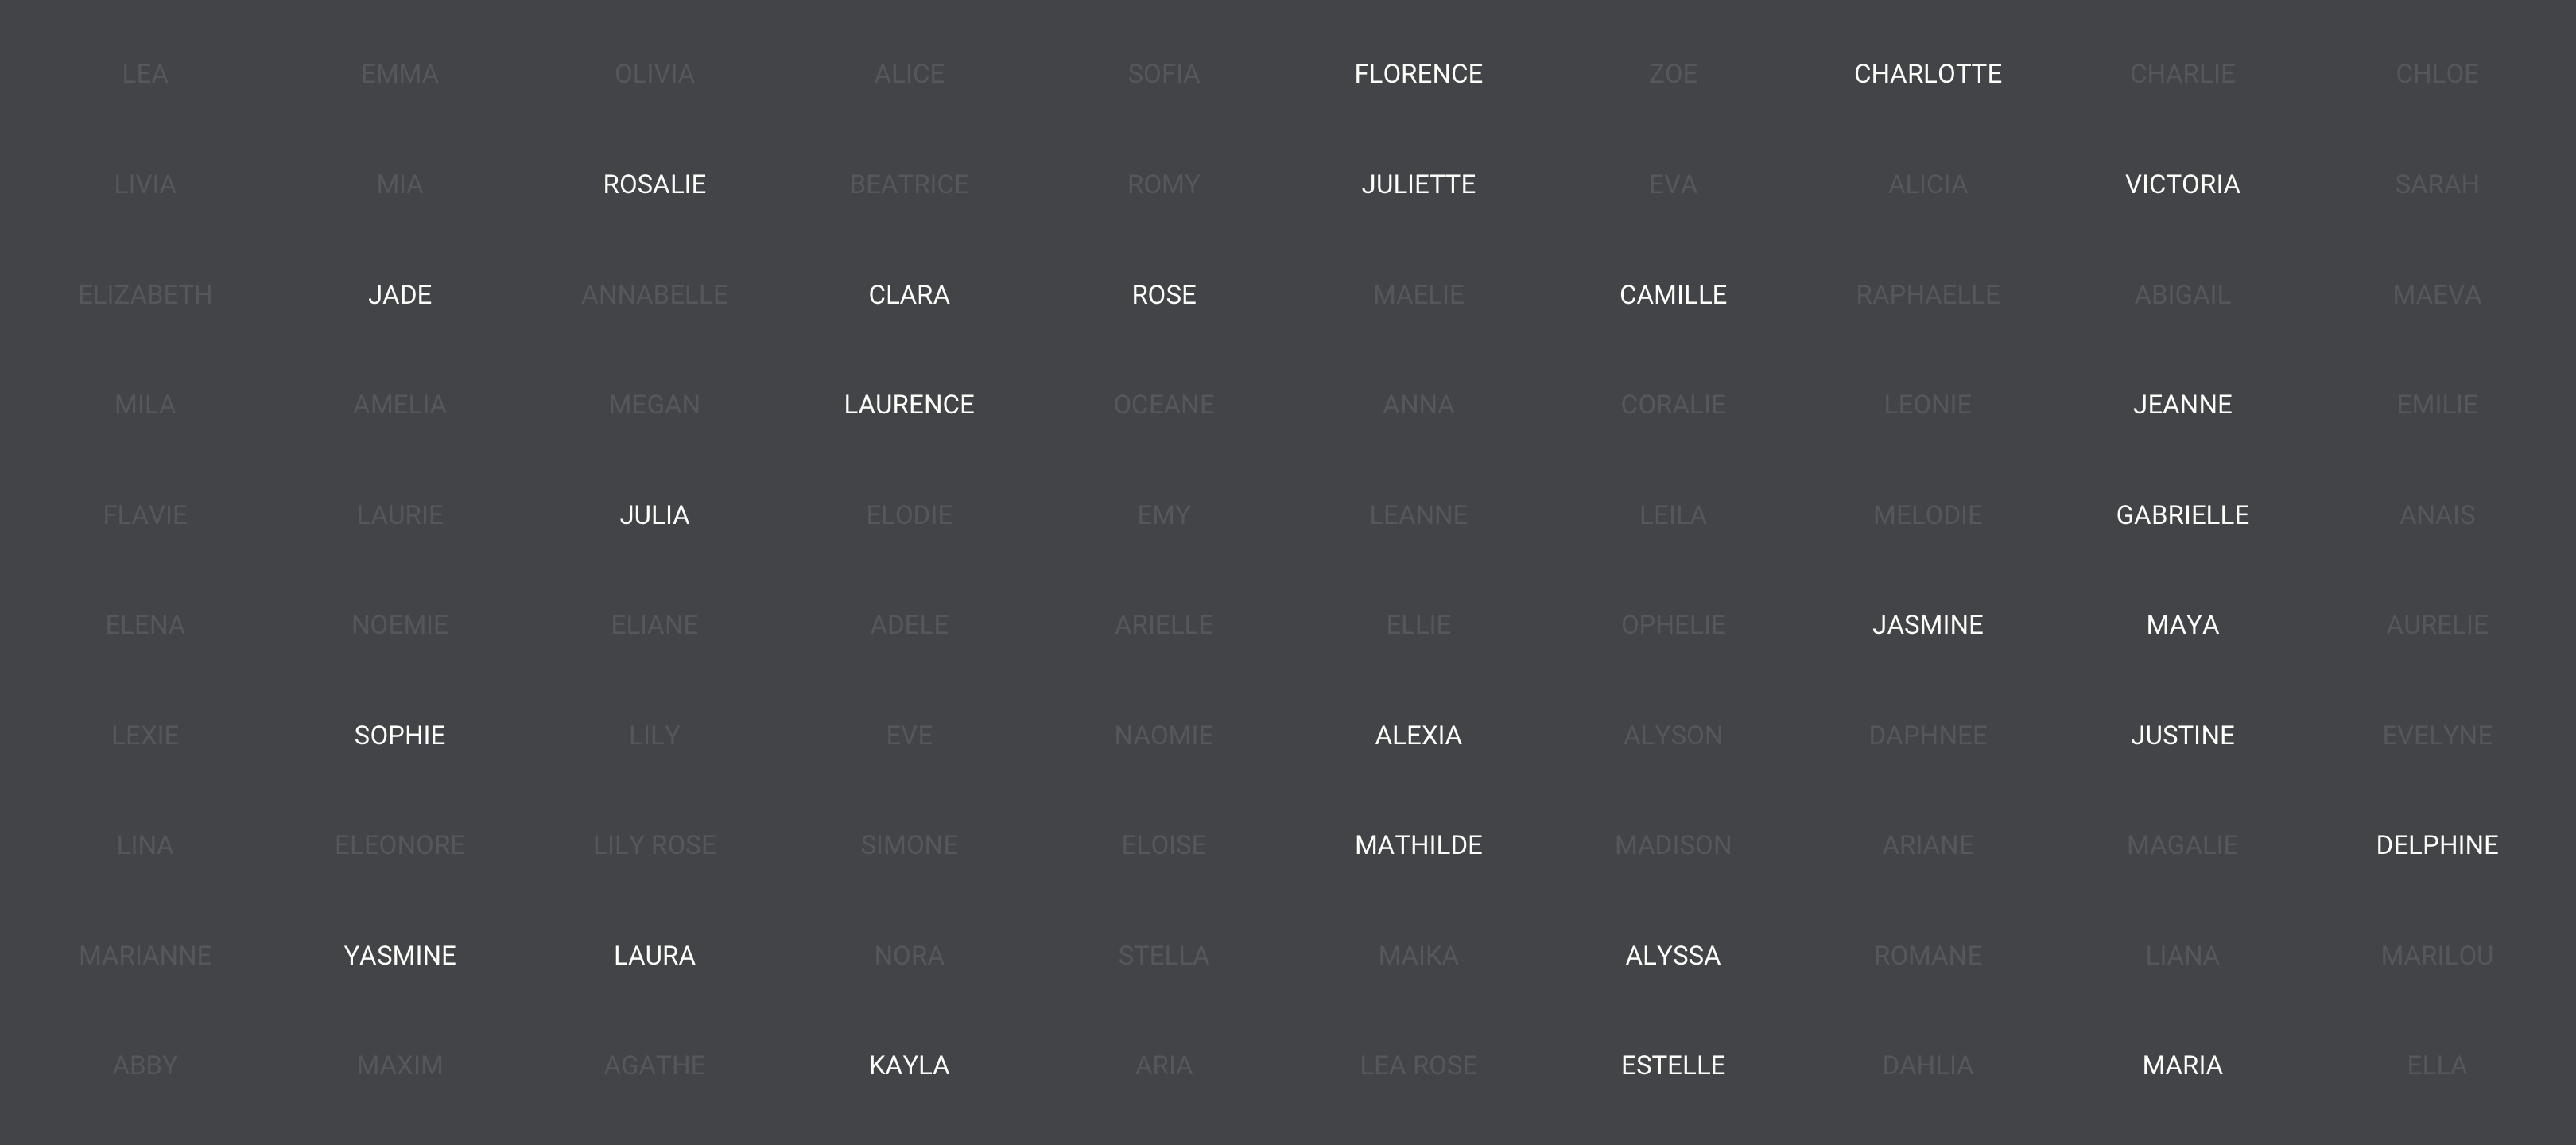 LEA EMMA OLIVIA ALICE SOFIA FLORENCE ZOE CHARLOTTE CHARLIE CHLOE
LIVIA MIA ROSALIE BEATRICE ROMY JULIETTE EVA ALICIA VICTORIA SARAH
ELIZABETH JADE ANNABELLE CLARA ROSE MAELIE CAMILLE RAPHAELLE ABIGAIL MAEVA
MILA AMELIA MEGAN LAURENCE OCEANE ANNA CORALIE LEONIE JEANNE EMILIE
FLAVIE LAURIE JULIA ELODIE EMY LEANNE LEILA MELODIE GABRIELLE ANAIS
ELENA NOEMIE ELIANE ADELE ARIELLE ELLIE OPHELIE JASMINE MAYA AURELIE
LEXIE SOPHIE LILY EVE NAOMIE ALEXIA ALYSON DAPHNEE JUSTINE EVELYNE
LINA ELEONORE LILY ROSE SIMONE ELOISE MATHILDE MADISON ARIANE MAGALIE DELPHINE
MARIANNE YASMINE LAURA NORA STELLA MAIKA ALYSSA ROMANE LIANA MARILOU
ABBY MAXIM AGATHE KAYLA ARIA LEA ROSE ESTELLE DAHLIA MARIA ELLA